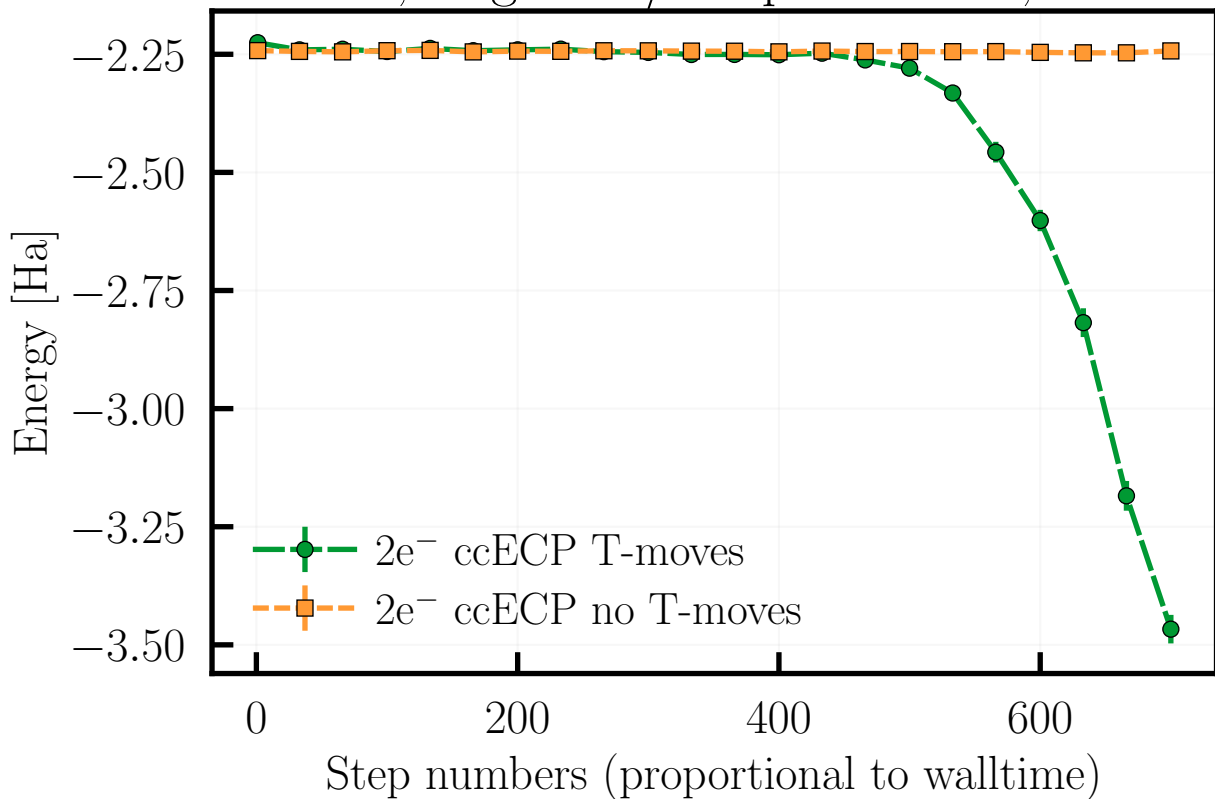 −2.25
−2.50
−2.75
−3.00
−3.25
−3.50
Energy [Ha]
2e⁻ ccECP T-moves
2e⁻ ccECP no T-moves
0 200 400 600
Step numbers (proportional to walltime)